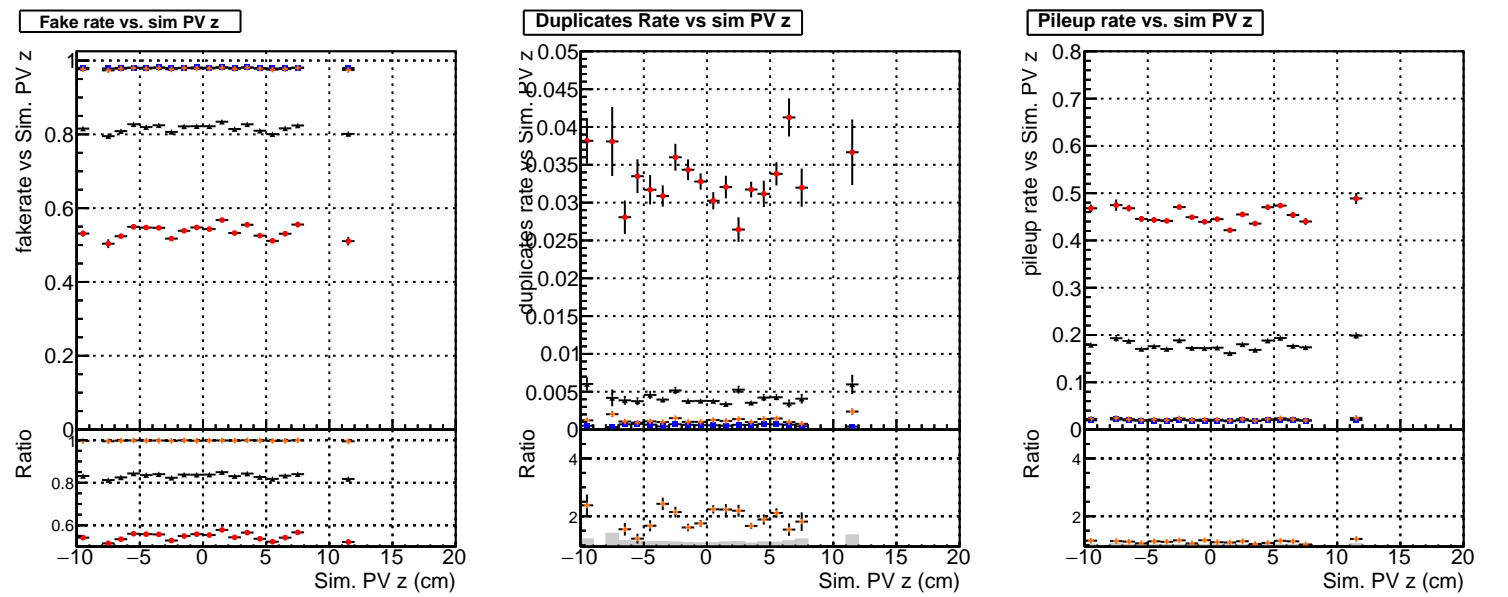 Fake rate vs. sim PV z
fakerate vs Sim. PV z
1
0.8
0.6
0.4
0.2
0
Ratio
1
0.8
0.6
−10 −5 0 5 10 15 20
Sim. PV z (cm)
Duplicates Rate vs sim PV z
duplicates rate vs Sim. PV z
0.05
0.045
0.04
0.035
0.03
0.025
0.02
0.015
0.01
0.005
0
Ratio
4
2
−10 −5 0 5 10 15 20
Sim. PV z (cm)
Pileup rate vs. sim PV z
pileup rate vs Sim. PV z
0.8
0.7
0.6
0.5
0.4
0.3
0.2
0.1
0
Ratio
4
2
−10 −5 0 5 10 15 20
Sim. PV z (cm)